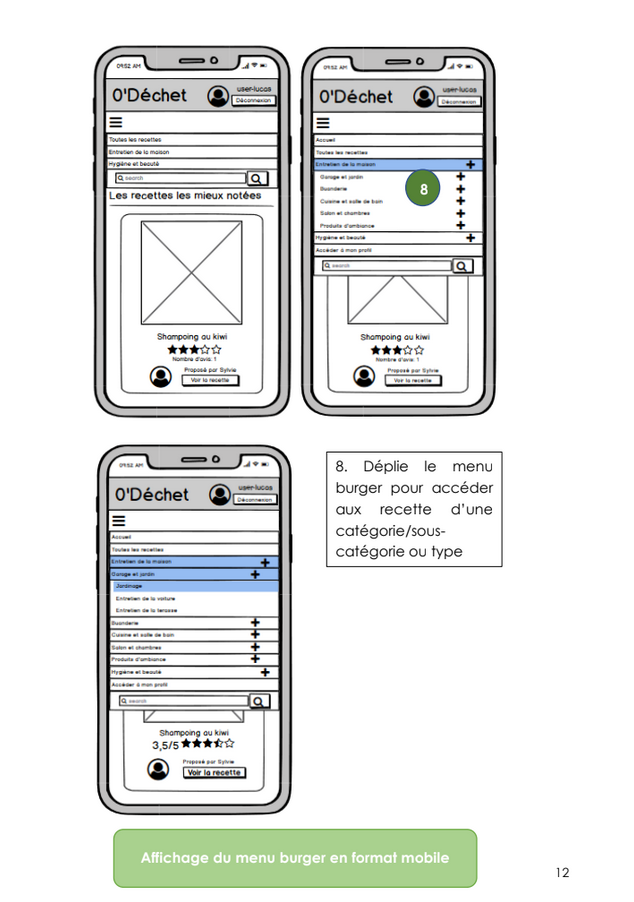 09:52 AM
O'Déchet
user-lucas
Déconnexion
Toutes les recettes
Entretien de la maison
Hygiène et beauté
search
Les recettes les mieux notées
Shampoing au kiwi
Nombre d'avis: 1
Proposé par Sylvie
Voir la recette
09:52 AM
O'Déchet
user-lucas
Déconnexion
Accueil
Toutes les recettes
Entretien de la maison
Garage et jardin
8
Buanderie
Cuisine et salle de bain
Salon et chambres
Produits d'ambiance
Hygiène et beauté
Accéder à mon profil
search
Shampoing au kiwi
Nombre d'avis: 1
Proposé par Sylvie
Voir la recette
09:52 AM
O'Déchet
user-lucas
Déconnexion
Accueil
Toutes les recettes
Entretien de la maison
Garage et jardin
Jardinage
Entretien de la voiture
Entretien de la terasse
Buanderie
Cuisine et salle de bain
Salon et chambres
Produits d'ambiance
Hygiène et beauté
Accéder à mon profil
search
Shampoing au kiwi
3,5/5
Proposé par Sylvie
Voir la recette
8. Déplie le menu
burger pour accéder
aux recette d'une
catégorie/sous-
catégorie ou type
Affichage du menu burger en format mobile
12